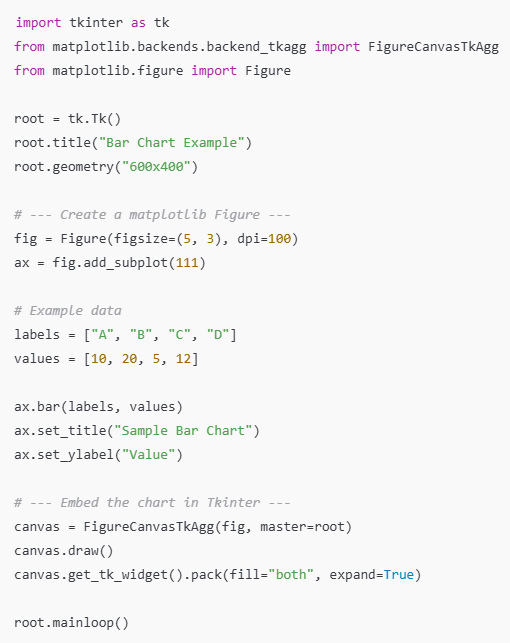 import tkinter as tk
from matplotlib.backends.backend_tkagg import FigureCanvasTkAgg
from matplotlib.figure import Figure

root = tk.Tk()
root.title("Bar Chart Example")
root.geometry("600x400")

# --- Create a matplotlib Figure ---
fig = Figure(figsize=(5, 3), dpi=100)
ax = fig.add_subplot(111)

# Example data
labels = ["A", "B", "C", "D"]
values = [10, 20, 5, 12]

ax.bar(labels, values)
ax.set_title("Sample Bar Chart")
ax.set_ylabel("Value")

# --- Embed the chart in Tkinter ---
canvas = FigureCanvasTkAgg(fig, master=root)
canvas.draw()
canvas.get_tk_widget().pack(fill="both", expand=True)

root.mainloop()